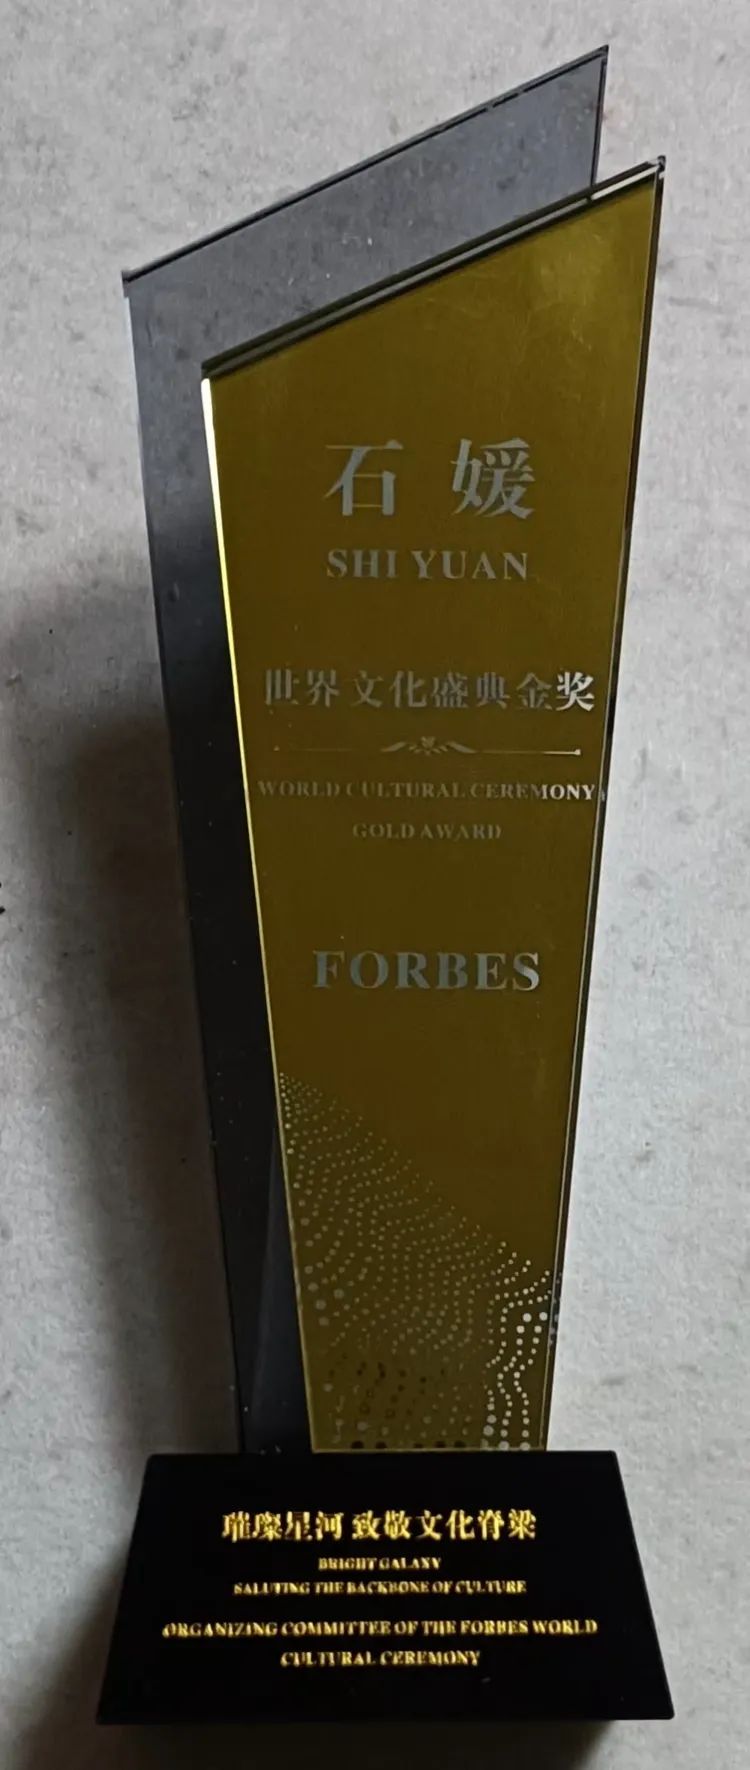 石 媛
SHI YUAN
世界文化盛典金奖
WORLD CULTURAL CEREMONY
GOLD AWARD
FORBES
璀璨星河 致敬文化脊梁
BRIGHT GALAXY
SALUTING THE BACKBONE OF CULTURE
ORGANIZING COMMITTEE OF THE FORBES WORLD
CULTURAL CEREMONY